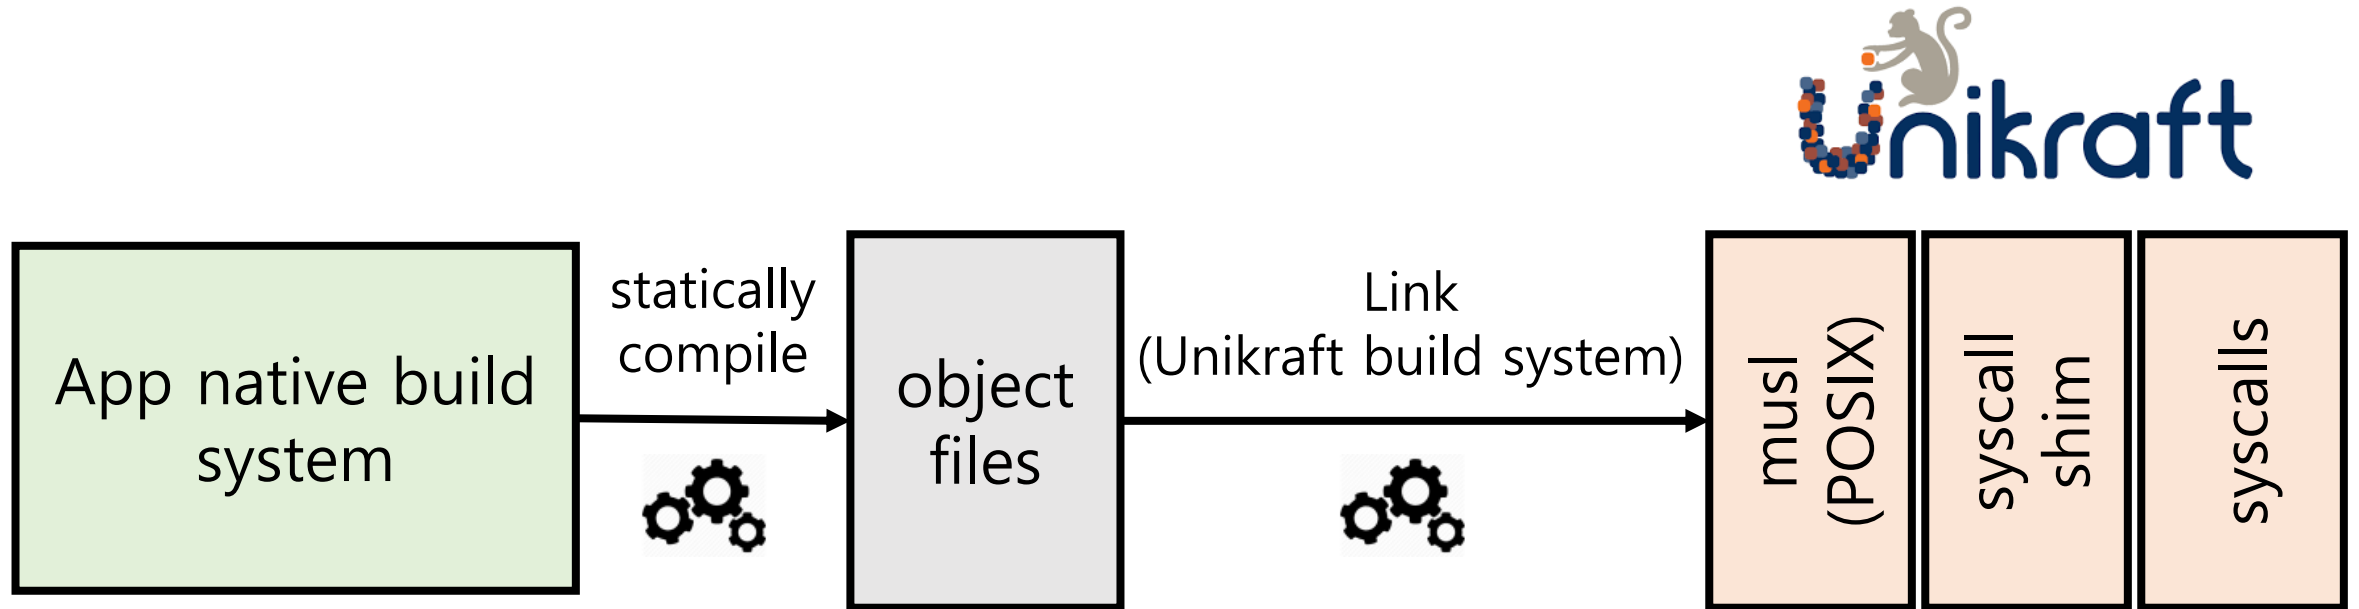 Unikraft
App native build
system
statically
compile
object
files
Link
(Unikraft build system)
musl
(POSIX)
syscall
shim
syscalls